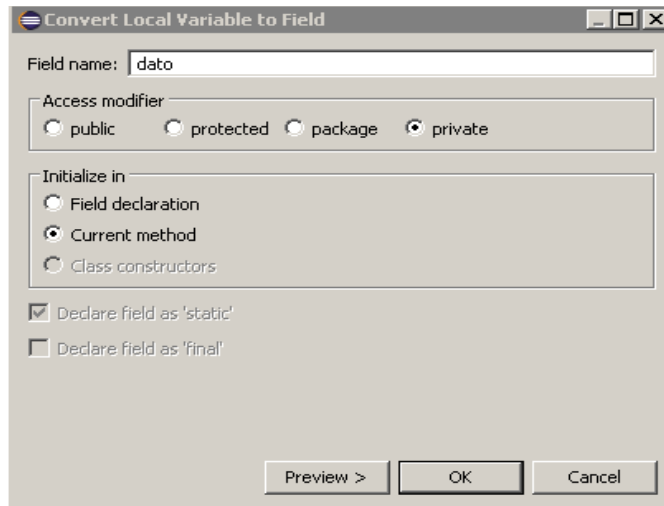 Convert Local Variable to Field
Field name: dato
Access modifier
public protected package private
Initialize in
Field declaration
Current method
Class constructors
Declare field as 'static'
Declare field as 'final'
Preview > OK Cancel